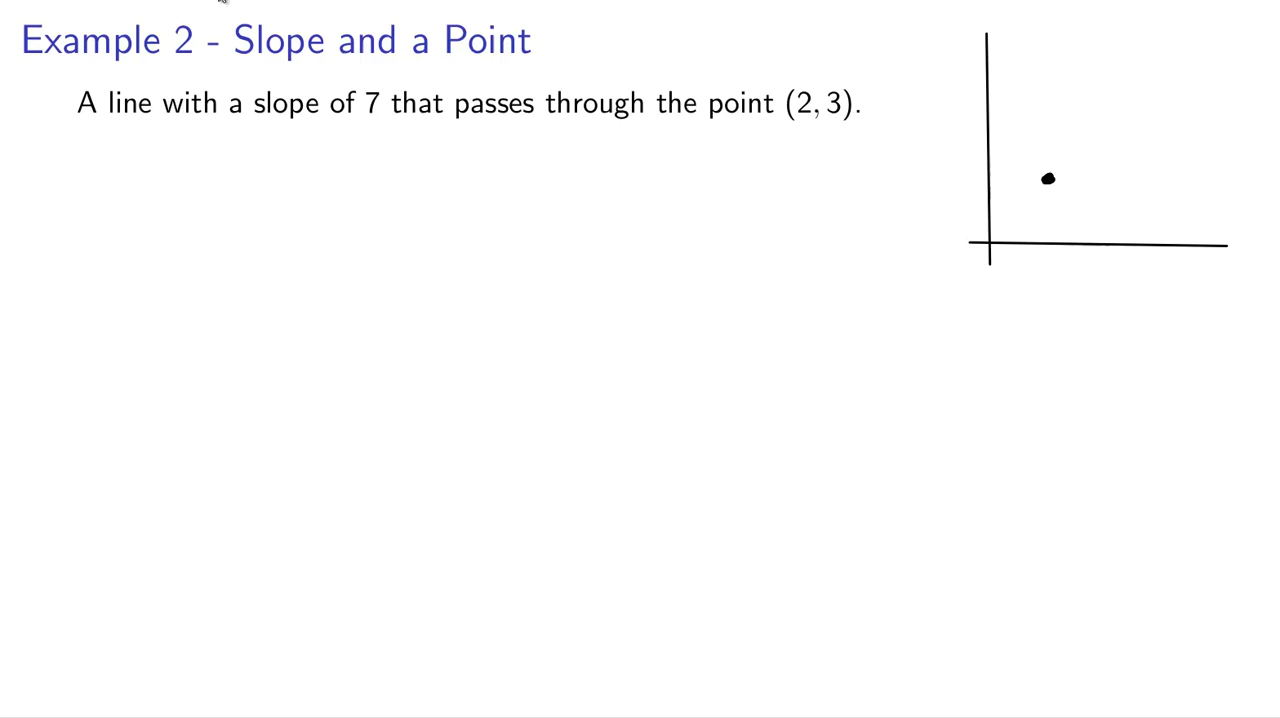 Example 2 - Slope and a Point
A line with a slope of 7 that passes through the point (2, 3).